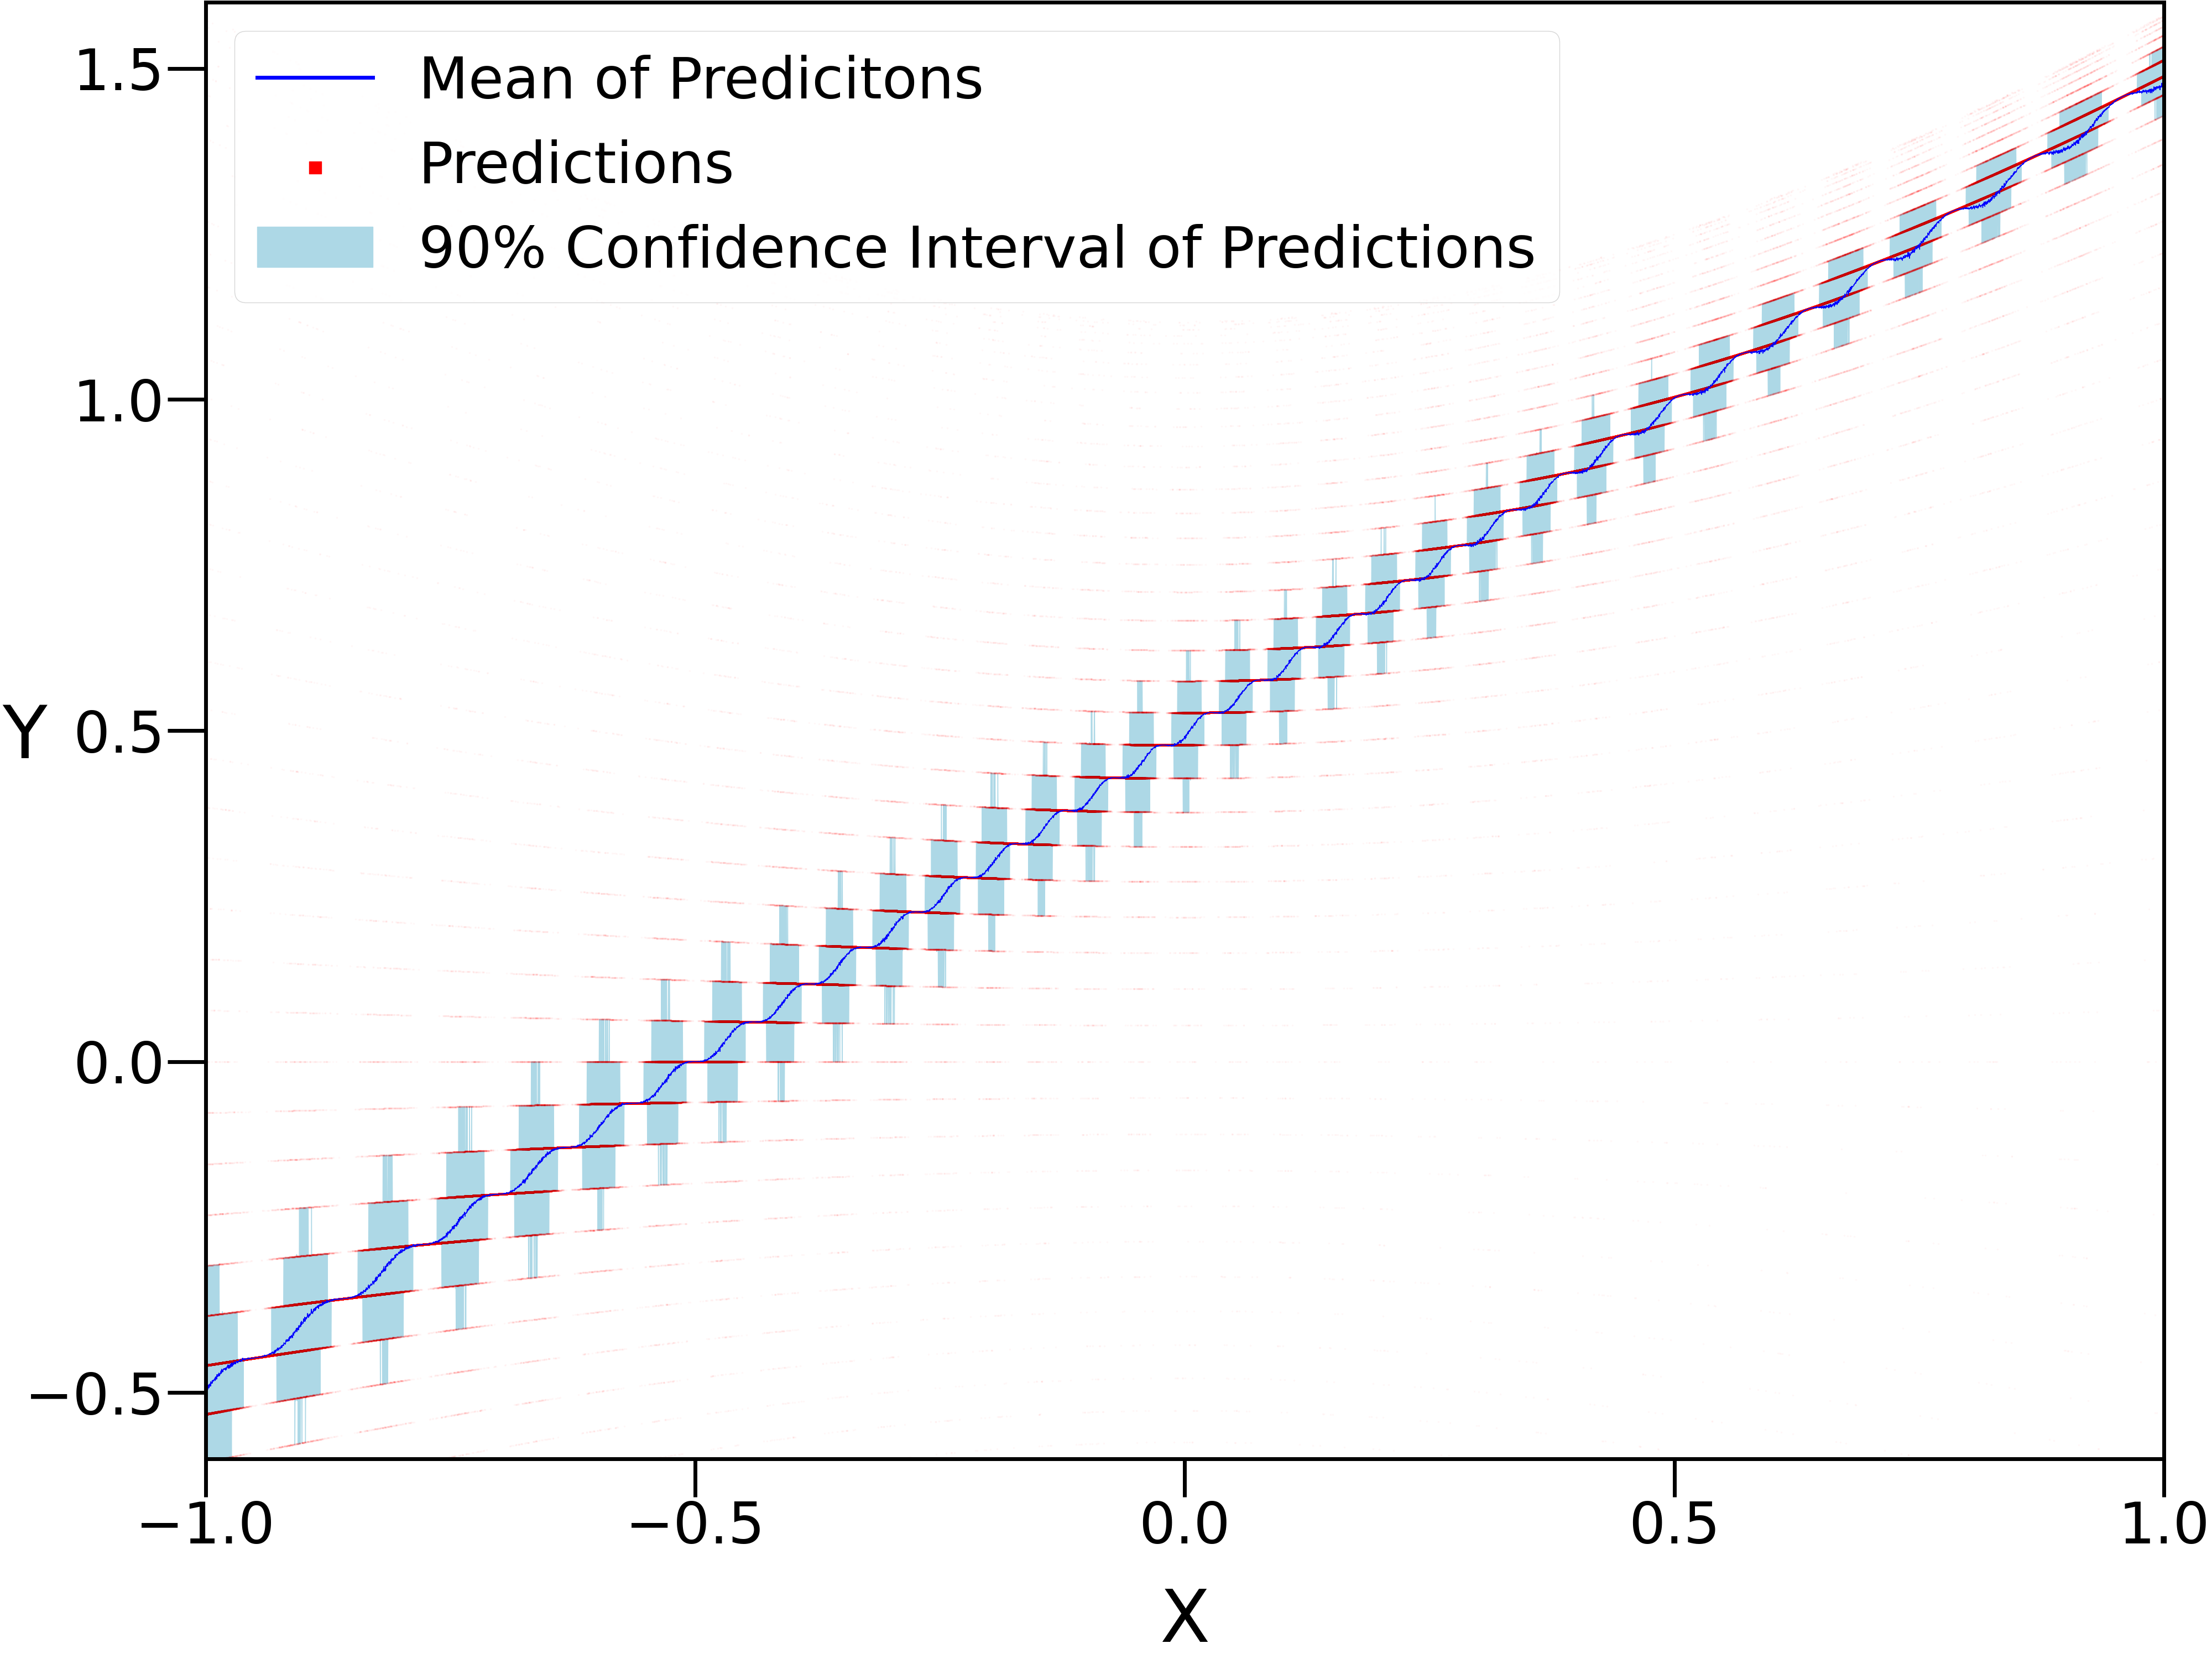 Mean of Predicitons
Predictions
90% Confidence Interval of Predictions
1.5
1.0
0.5
0.0
−0.5
Y
−1.0
−0.5
0.0
0.5
1.0
X